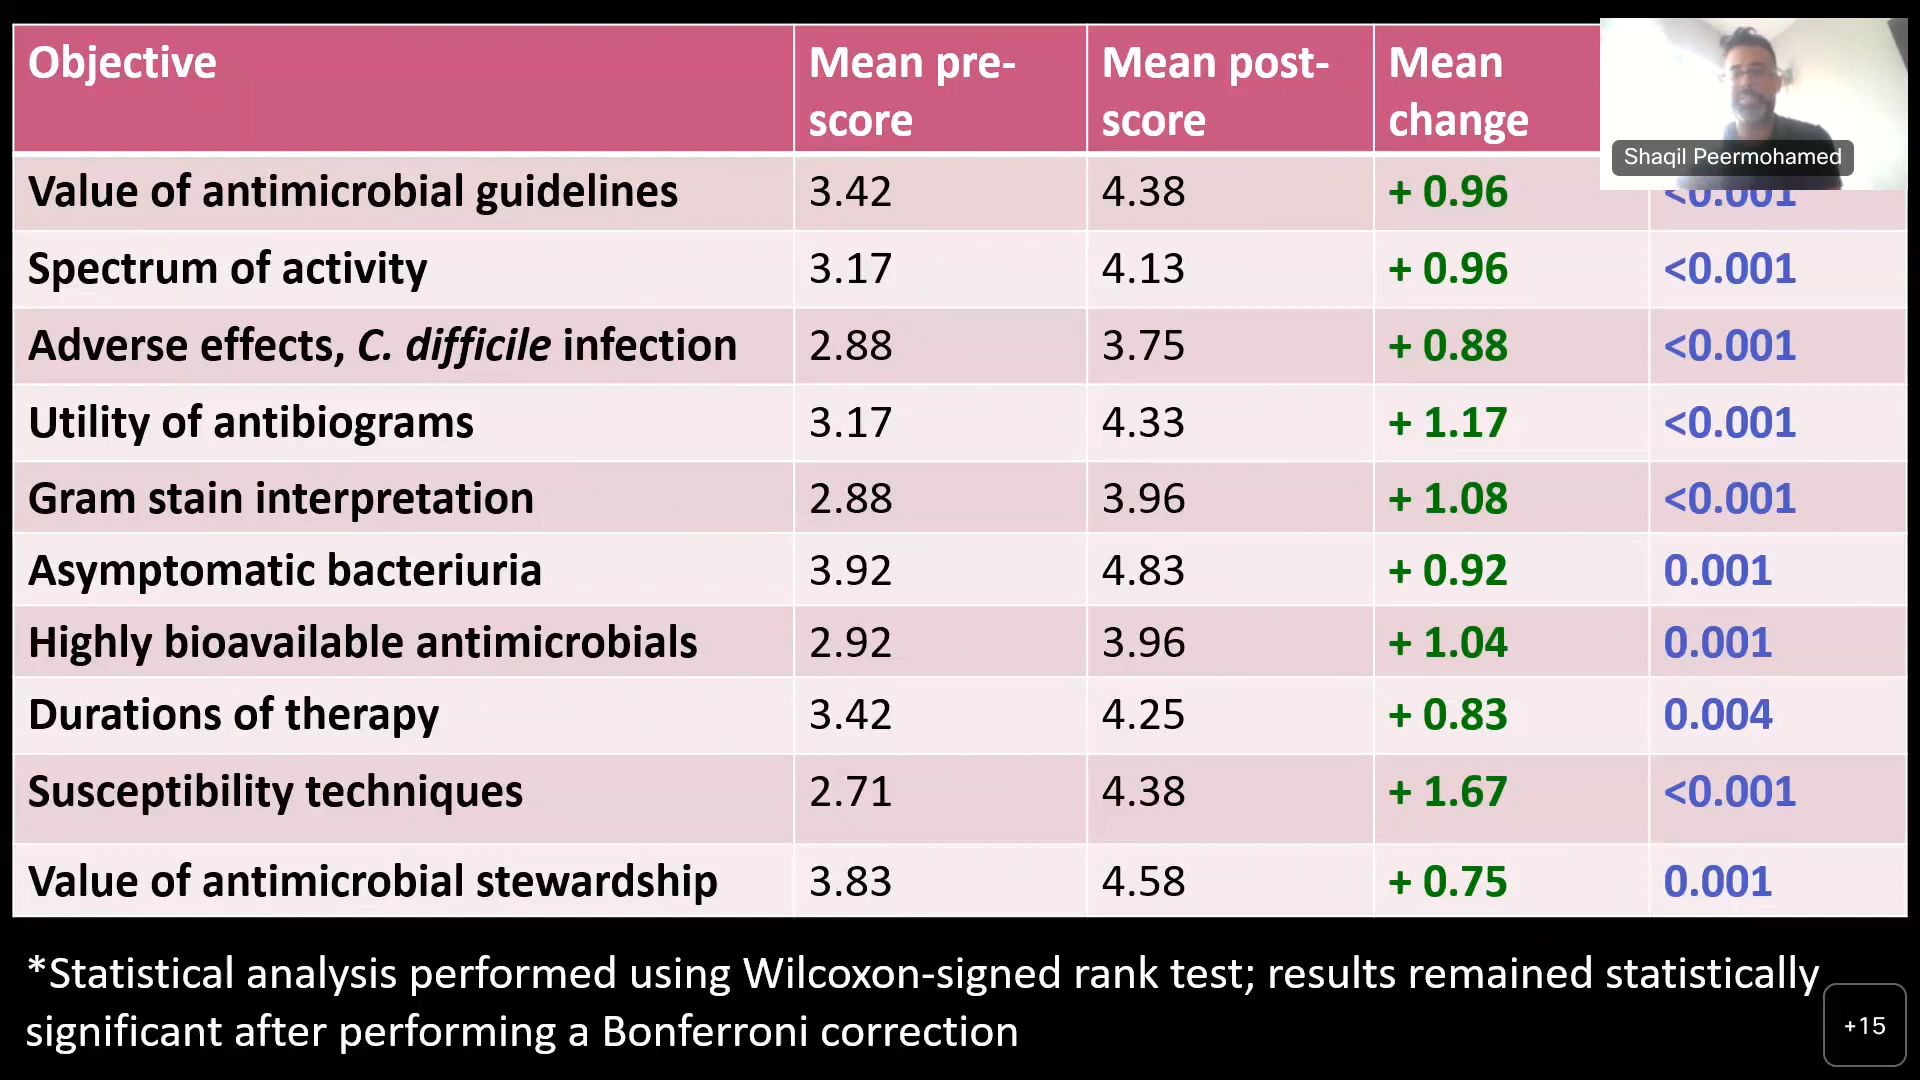 Objective Mean pre- Mean post- Mean
score score change
Shaqil Peermohamed
Value of antimicrobial guidelines 3.42 4.38 + 0.96 <0.001
Spectrum of activity 3.17 4.13 + 0.96 <0.001
Adverse effects, C. difficile infection 2.88 3.75 + 0.88 <0.001
Utility of antibiograms 3.17 4.33 + 1.17 <0.001
Gram stain interpretation 2.88 3.96 + 1.08 <0.001
Asymptomatic bacteriuria 3.92 4.83 + 0.92 0.001
Highly bioavailable antimicrobials 2.92 3.96 + 1.04 0.001
Durations of therapy 3.42 4.25 + 0.83 0.004
Susceptibility techniques 2.71 4.38 + 1.67 <0.001
Value of antimicrobial stewardship 3.83 4.58 + 0.75 0.001
*Statistical analysis performed using Wilcoxon-signed rank test; results remained statistically
significant after performing a Bonferroni correction
+15